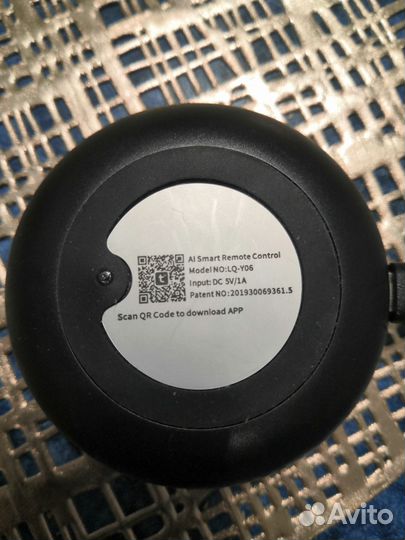 AI Smart Remote Control
Model NO:LQ-Y06
Input:DC 5V/1A
Patent NO:201930069361.5
Scan QR Code to download APP
Avito